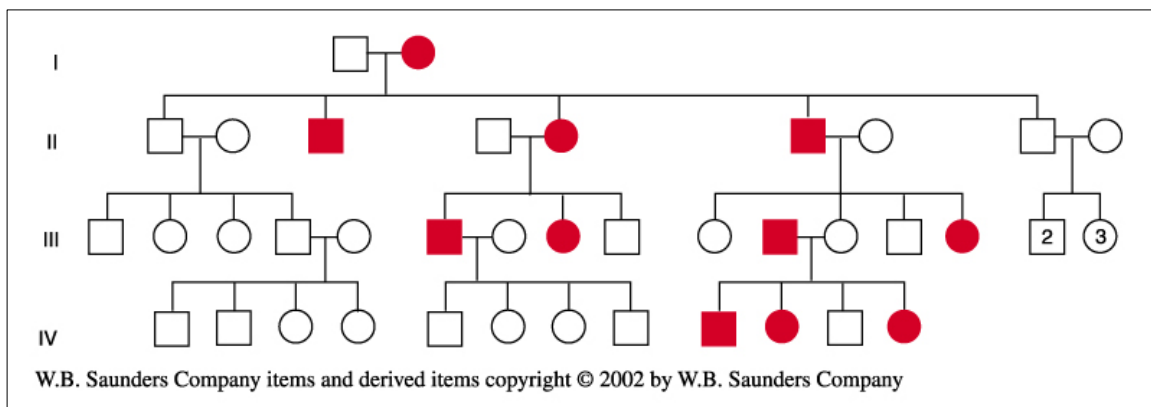 I
II
III
2 3
IV
W.B. Saunders Company items and derived items copyright © 2002 by W.B. Saunders Company